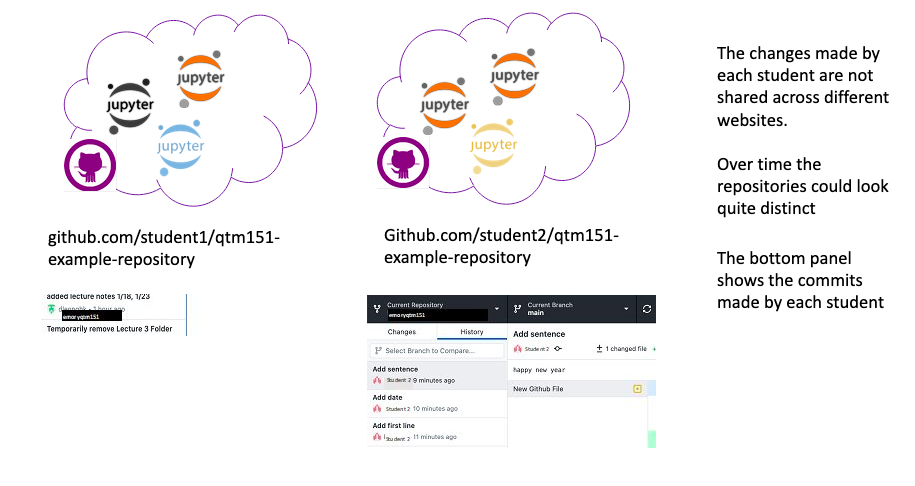 jupyter
jupyter
jupyter
github.com/student1/qtm151-
example-repository
added lecture notes 1/18, 1/23
1 hour ago
emoryqtm151
Temporarily remove Lecture 3 Folder
jupyter
jupyter
jupyter
Github.com/student2/qtm151-
example-repository
Current Repository
emoryqtm151
Current Branch
main
Changes
History
Select Branch to Compare...
Add sentence
Student 2 9 minutes ago
Add date
Student 2 10 minutes ago
Add first line
Student 2 11 minutes ago
Add sentence
Student 2
1 changed file
happy new year
New Github File
The changes made by
each student are not
shared across different
websites.
Over time the
repositories could look
quite distinct
The bottom panel
shows the commits
made by each student